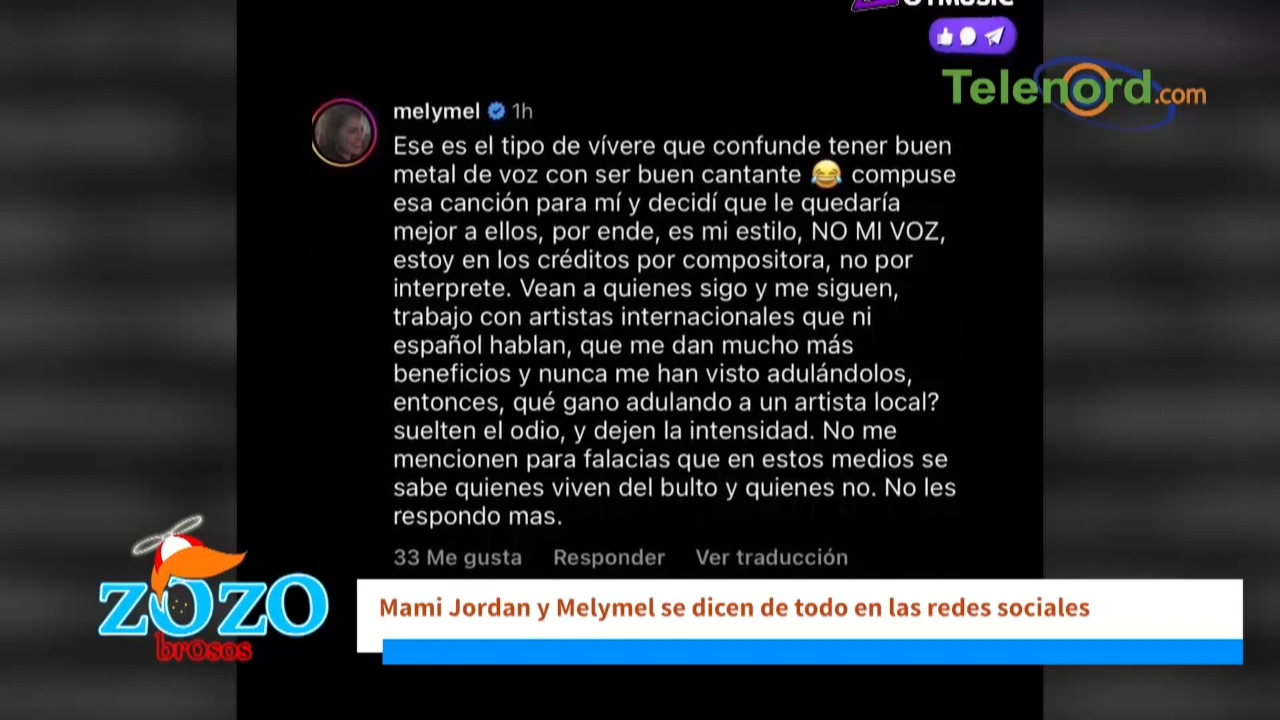 Telenord.com
melymel 1h
Ese es el tipo de vívere que confunde tener buen
metal de voz con ser buen cantante 😂 compuse
esa canción para mí y decidí que le quedaría
mejor a ellos, por ende, es mi estilo, NO MI VOZ,
estoy en los créditos por compositora, no por
interprete. Vean a quienes sigo y me siguen,
trabajo con artistas internacionales que ni
español hablan, que me dan mucho más
beneficios y nunca me han visto adulándolos,
entonces, qué gano adulando a un artista local?
suelten el odio, y dejen la intensidad. No me
mencionen para falacias que en estos medios se
sabe quienes viven del bulto y quienes no. No les
respondo mas.
33 Me gusta Responder Ver traducción
zOzO
brOsos
Mami Jordan y Melymel se dicen de todo en las redes sociales